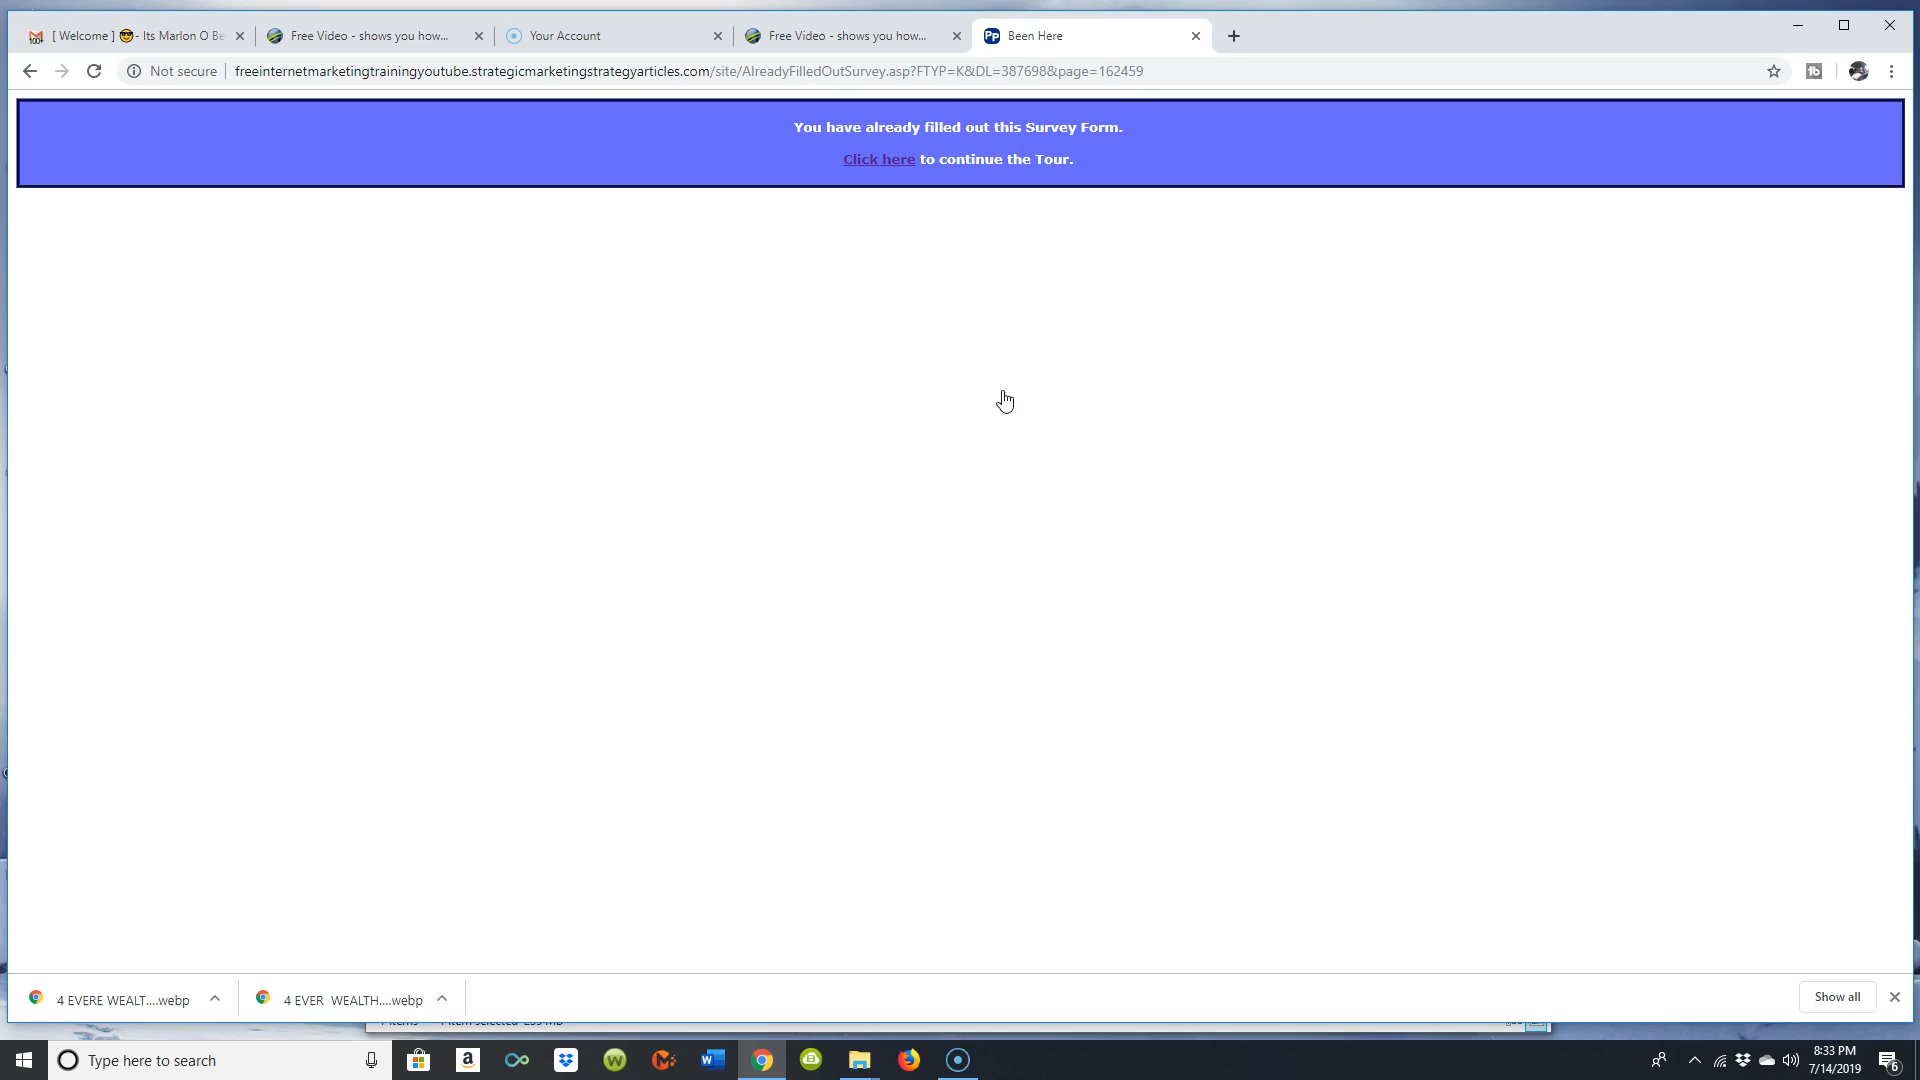 [ Welcome ] 😎- Its Marlon O Be
Free Video - shows you how...
Your Account
Free Video - shows you how...
Been Here
Not secure
freeinternetmarketingtrainingyoutube.strategicmarketingstrategyarticles.com/site/AlreadyFilledOutSurvey.asp?FTYP=K&DL=387698&page=162459
You have already filled out this Survey Form.
Click here to continue the Tour.
4 EVERE WEALT....webp
4 EVER WEALTH....webp
Show all
Type here to search
8:33 PM
7/14/2019
6